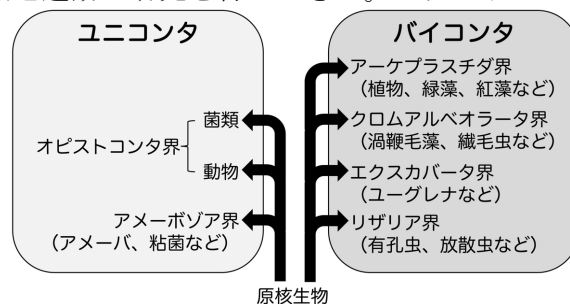 ユニコンタ
菌類
オピストコンタ界
動物
アメーボゾア界
（アメーバ、粘菌など）
バイコンタ
アーケプラスチダ界
（植物、緑藻、紅藻など）
クロムアルベオラータ界
（渦鞭毛藻、繊毛虫など）
エクスカバータ界
（ユーグレナなど）
リザリア界
（有孔虫、放散虫など）
原核生物